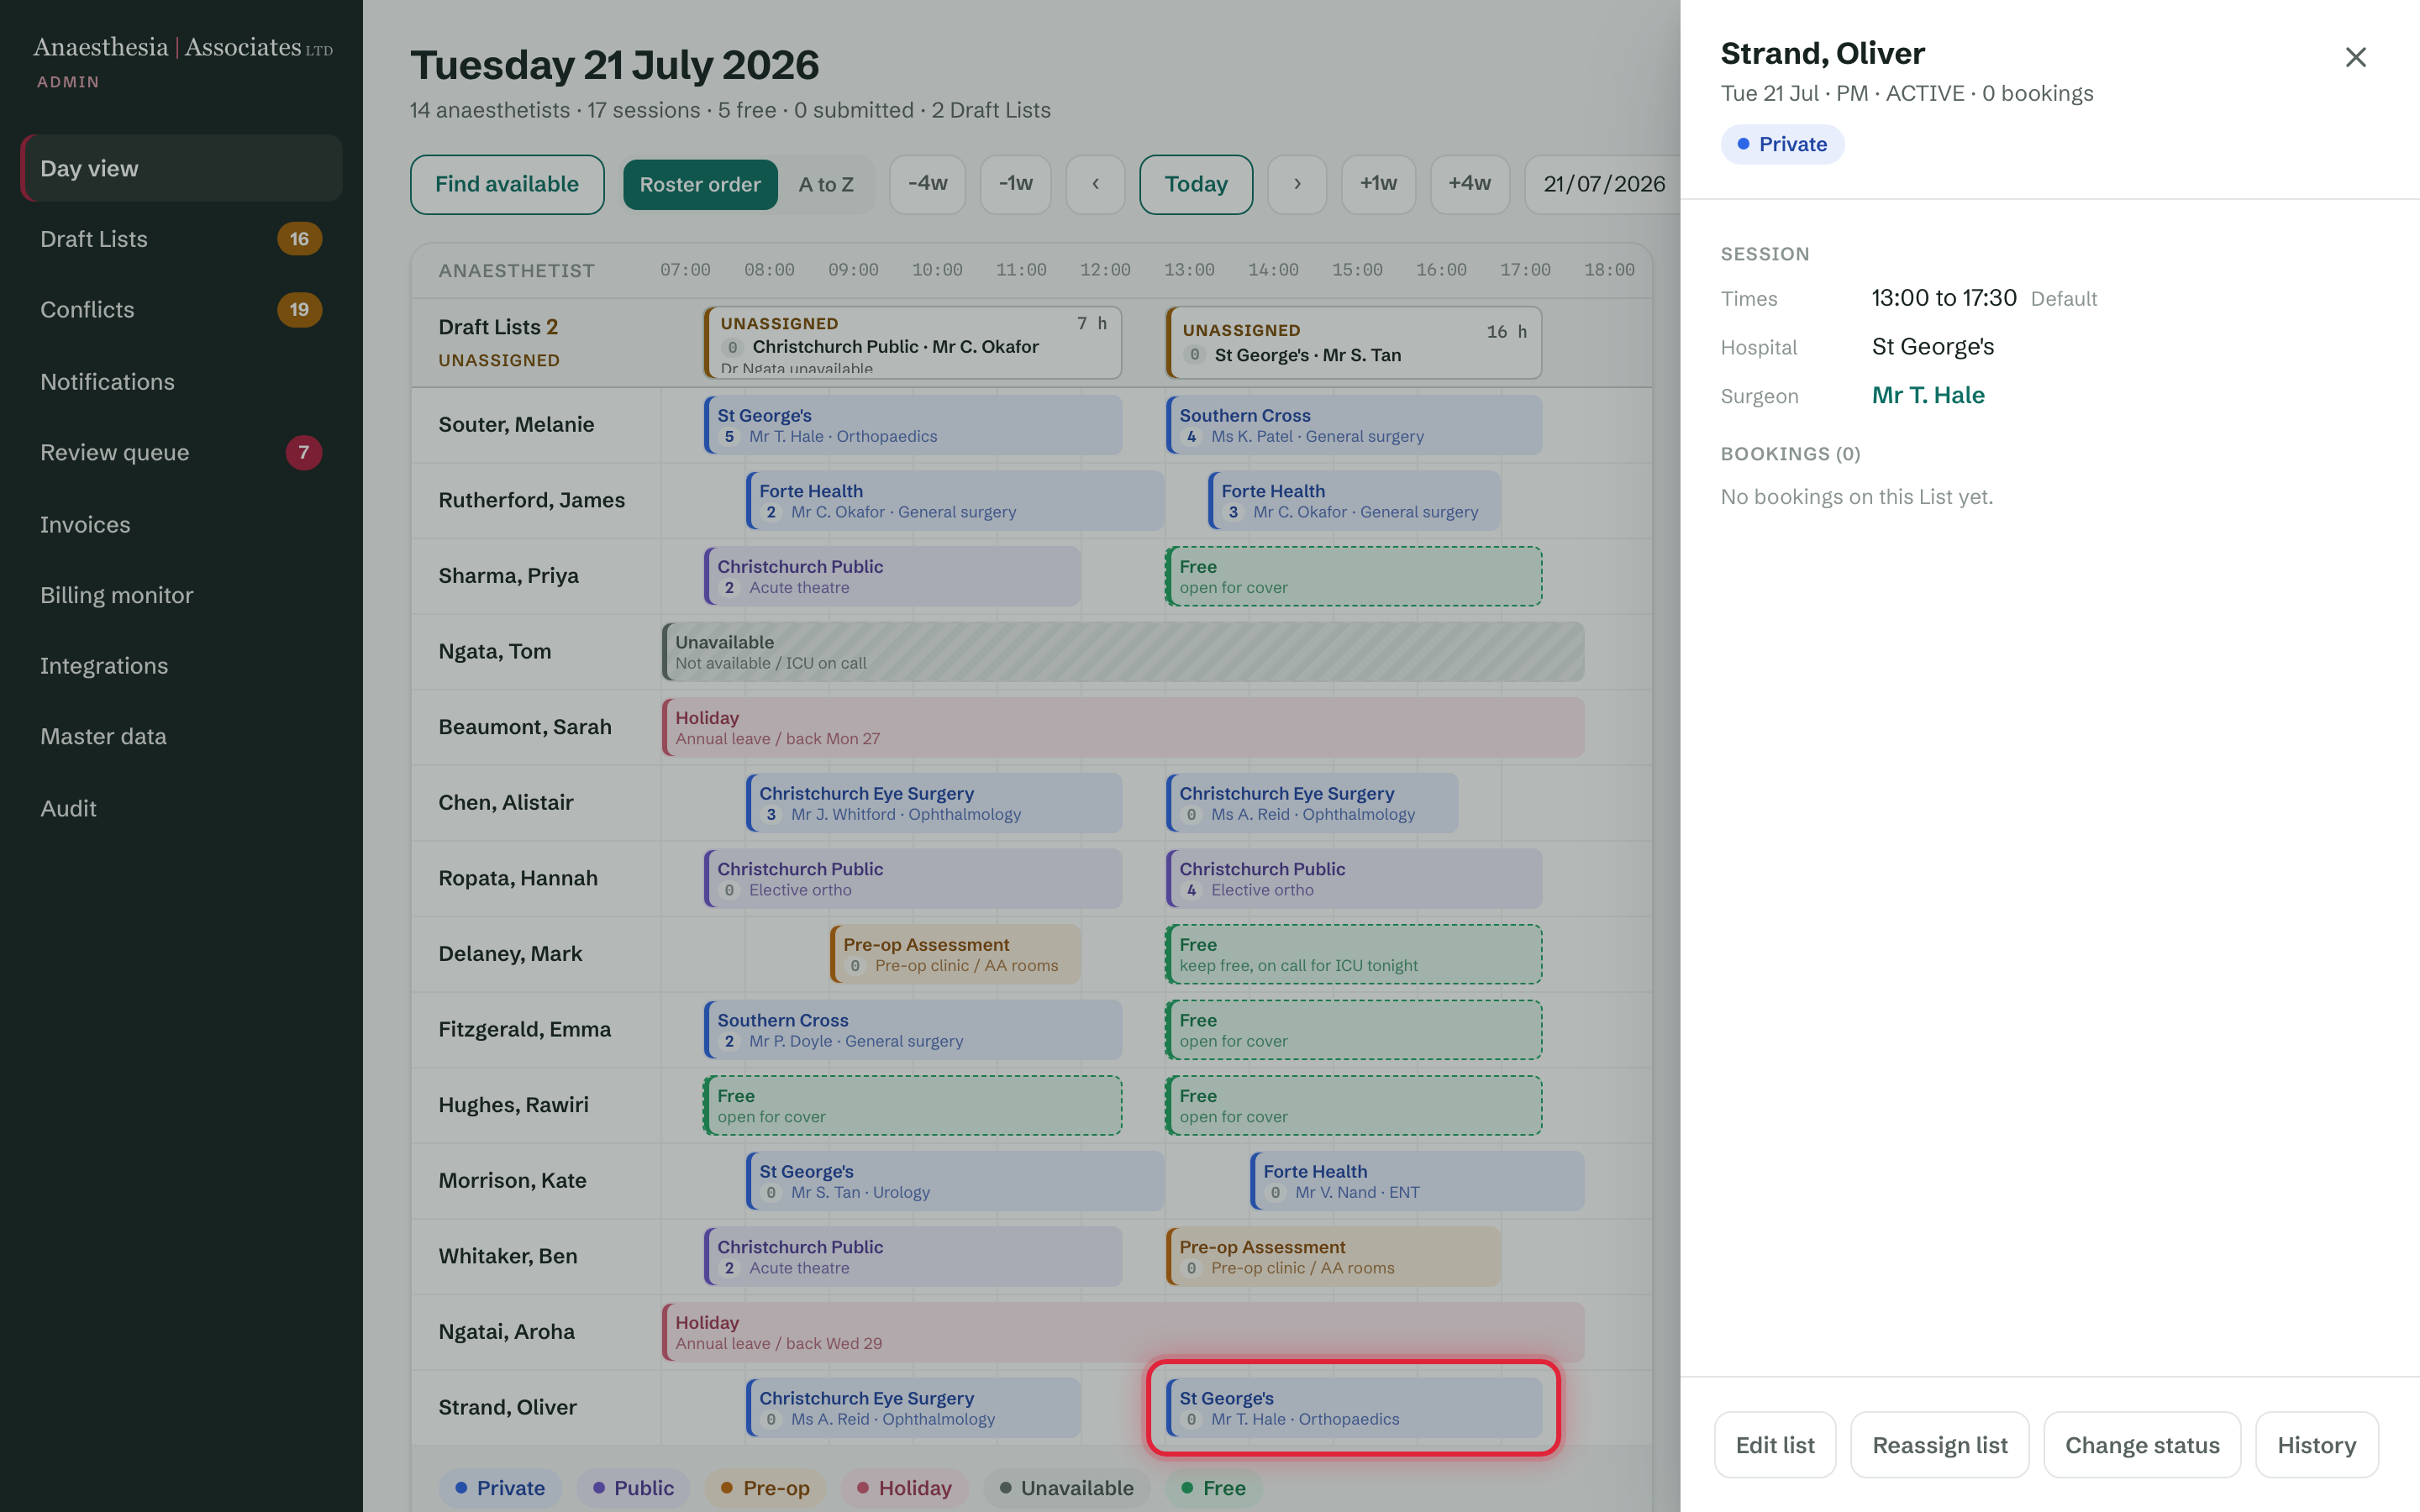 Anaesthesia | Associates LTD
ADMIN
Day view
Draft Lists 16
Conflicts 19
Notifications
Review queue 7
Invoices
Billing monitor
Integrations
Master data
Audit
Tuesday 21 July 2026
14 anaesthetists · 17 sessions · 5 free · 0 submitted · 2 Draft Lists
Find available Roster order A to Z -4w -1w ‹ Today › +1w +4w 21/07/2026
ANAESTHETIST 07:00 08:00 09:00 10:00 11:00 12:00 13:00 14:00 15:00 16:00 17:00 18:00
Draft Lists 2
UNASSIGNED
UNASSIGNED 7 h
0 Christchurch Public · Mr C. Okafor
Dr Ngata unavailable
UNASSIGNED 16 h
0 St George's · Mr S. Tan
Souter, Melanie
St George's
5 Mr T. Hale · Orthopaedics
Southern Cross
4 Ms K. Patel · General surgery
Rutherford, James
Forte Health
2 Mr C. Okafor · General surgery
Forte Health
3 Mr C. Okafor · General surgery
Sharma, Priya
Christchurch Public
2 Acute theatre
Free
open for cover
Ngata, Tom
Unavailable
Not available / ICU on call
Beaumont, Sarah
Holiday
Annual leave / back Mon 27
Chen, Alistair
Christchurch Eye Surgery
3 Mr J. Whitford · Ophthalmology
Christchurch Eye Surgery
0 Ms A. Reid · Ophthalmology
Ropata, Hannah
Christchurch Public
0 Elective ortho
Christchurch Public
4 Elective ortho
Delaney, Mark
Pre-op Assessment
0 Pre-op clinic / AA rooms
Free
keep free, on call for ICU tonight
Fitzgerald, Emma
Southern Cross
2 Mr P. Doyle · General surgery
Free
open for cover
Hughes, Rawiri
Free
open for cover
Free
open for cover
Morrison, Kate
St George's
0 Mr S. Tan · Urology
Forte Health
0 Mr V. Nand · ENT
Whitaker, Ben
Christchurch Public
2 Acute theatre
Pre-op Assessment
0 Pre-op clinic / AA rooms
Ngatai, Aroha
Holiday
Annual leave / back Wed 29
Strand, Oliver
Christchurch Eye Surgery
0 Ms A. Reid · Ophthalmology
St George's
0 Mr T. Hale · Orthopaedics
Private Public Pre-op Holiday Unavailable Free
Strand, Oliver
Tue 21 Jul · PM · ACTIVE · 0 bookings
Private
SESSION
Times 13:00 to 17:30 Default
Hospital St George's
Surgeon Mr T. Hale
BOOKINGS (0)
No bookings on this List yet.
Edit list Reassign list Change status History